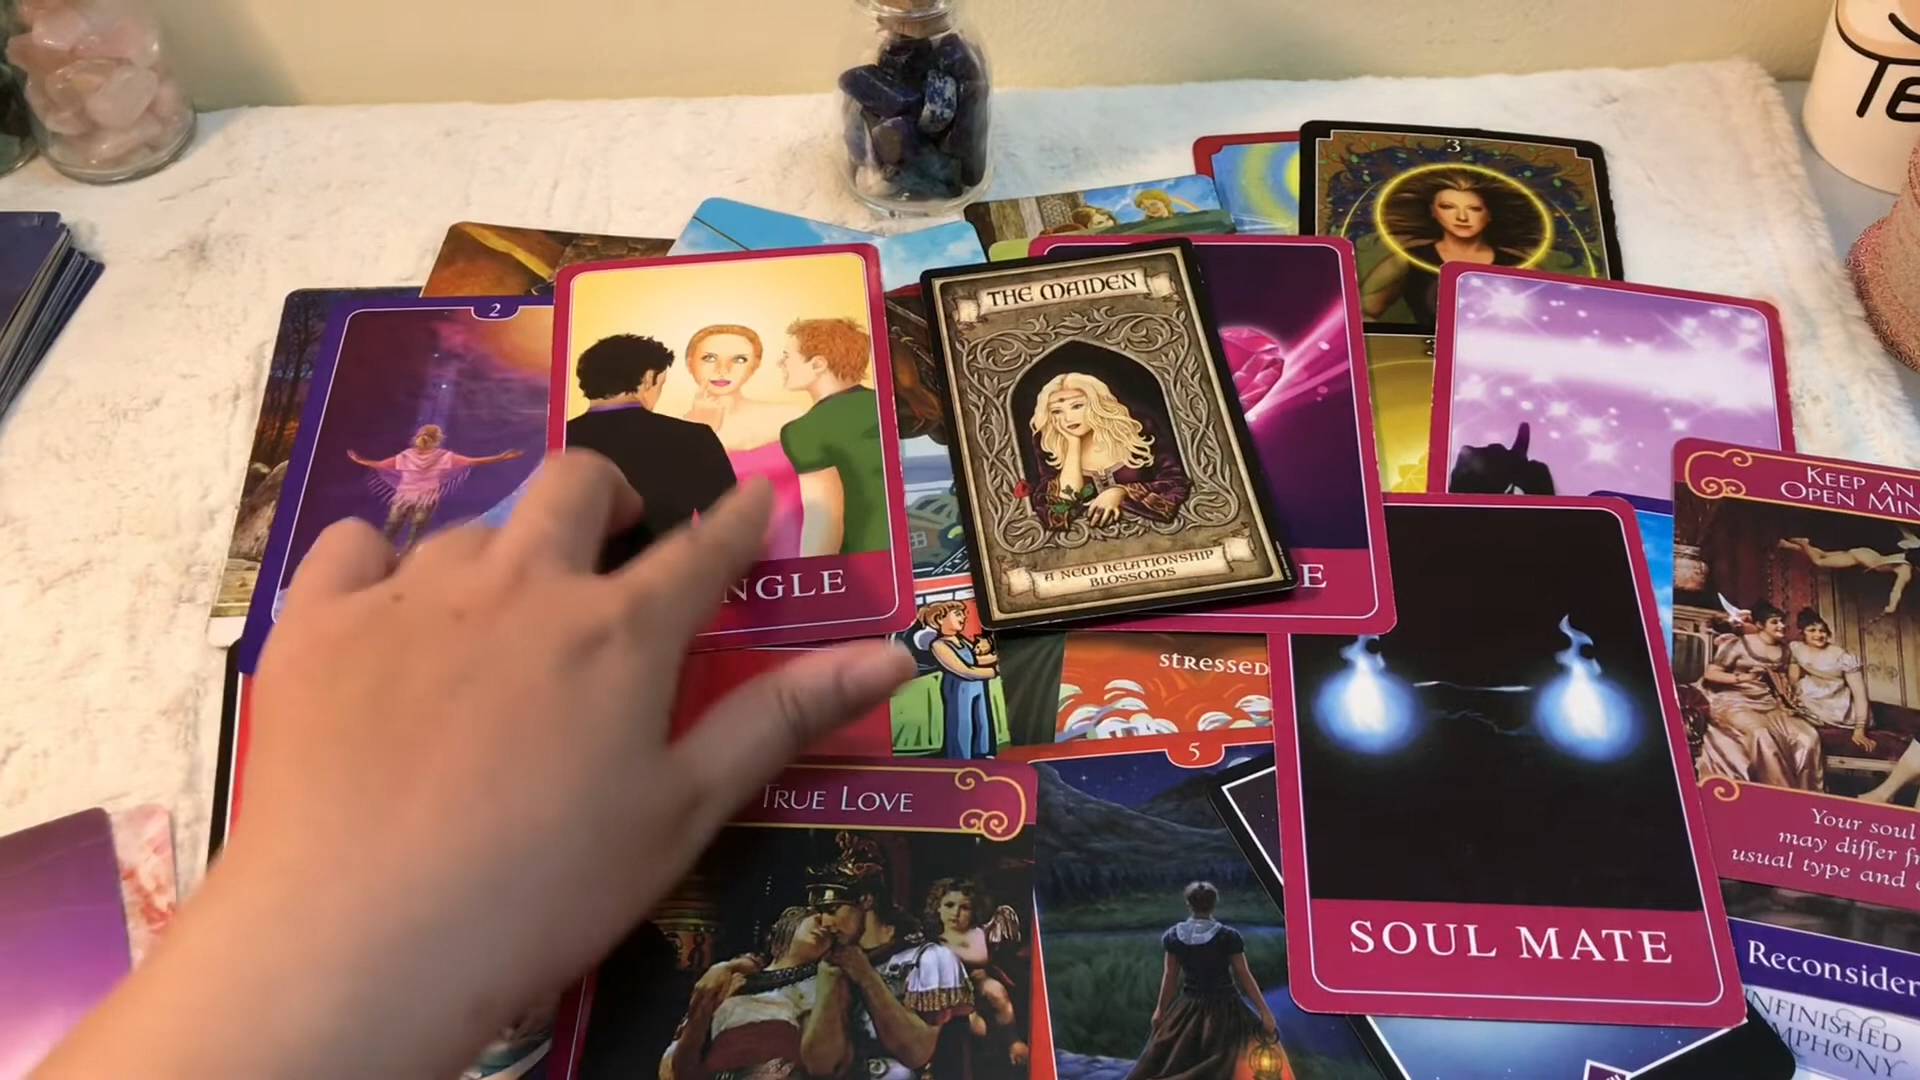 3
Te
2
THE MAIDEN
KEEP AN
OPEN MIN
A NEW RELATIONSHIP
BLOSSOMS
NGLE
E
STRESSED
5
TRUE LOVE
Your soul
may differ fr
usual type and
SOUL MATE
Reconsider
NFINISHED
MPHONY